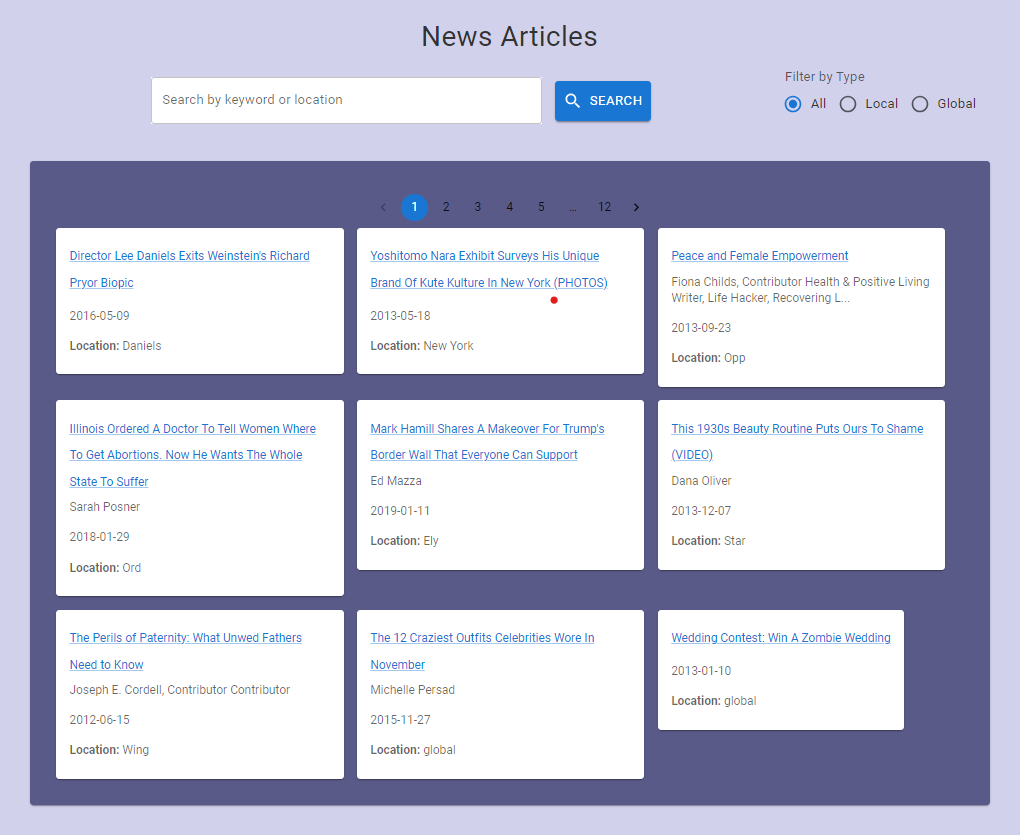 News Articles
Search by keyword or location
SEARCH
Filter by Type
All Local Global
1 2 3 4 5 ... 12
Director Lee Daniels Exits Weinstein's Richard
Pryor Biopic
2016-05-09
Location: Daniels
Yoshitomo Nara Exhibit Surveys His Unique
Brand Of Kute Kulture In New York (PHOTOS)
2013-05-18
Location: New York
Peace and Female Empowerment
Fiona Childs, Contributor Health & Positive Living
Writer, Life Hacker, Recovering L...
2013-09-23
Location: Opp
Illinois Ordered A Doctor To Tell Women Where
To Get Abortions. Now He Wants The Whole
State To Suffer
Sarah Posner
2018-01-29
Location: Ord
Mark Hamill Shares A Makeover For Trump's
Border Wall That Everyone Can Support
Ed Mazza
2019-01-11
Location: Ely
This 1930s Beauty Routine Puts Ours To Shame
(VIDEO)
Dana Oliver
2013-12-07
Location: Star
The Perils of Paternity: What Unwed Fathers
Need to Know
Joseph E. Cordell, Contributor Contributor
2012-06-15
Location: Wing
The 12 Craziest Outfits Celebrities Wore In
November
Michelle Persad
2015-11-27
Location: global
Wedding Contest: Win A Zombie Wedding
2013-01-10
Location: global